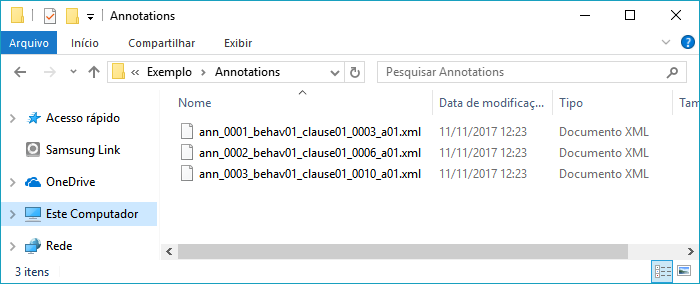 Annotations
Arquivo Início Compartilhar Exibir
Exemplo Annotations Pesquisar Annotations
Nome Data de modificaç... Tipo Tam
Acesso rápido ann_0001_behav01_clause01_0003_a01.xml 11/11/2017 12:23 Documento XML
Samsung Link ann_0002_behav01_clause01_0006_a01.xml 11/11/2017 12:23 Documento XML
OneDrive ann_0003_behav01_clause01_0010_a01.xml 11/11/2017 12:23 Documento XML
Este Computador
Rede
3 itens